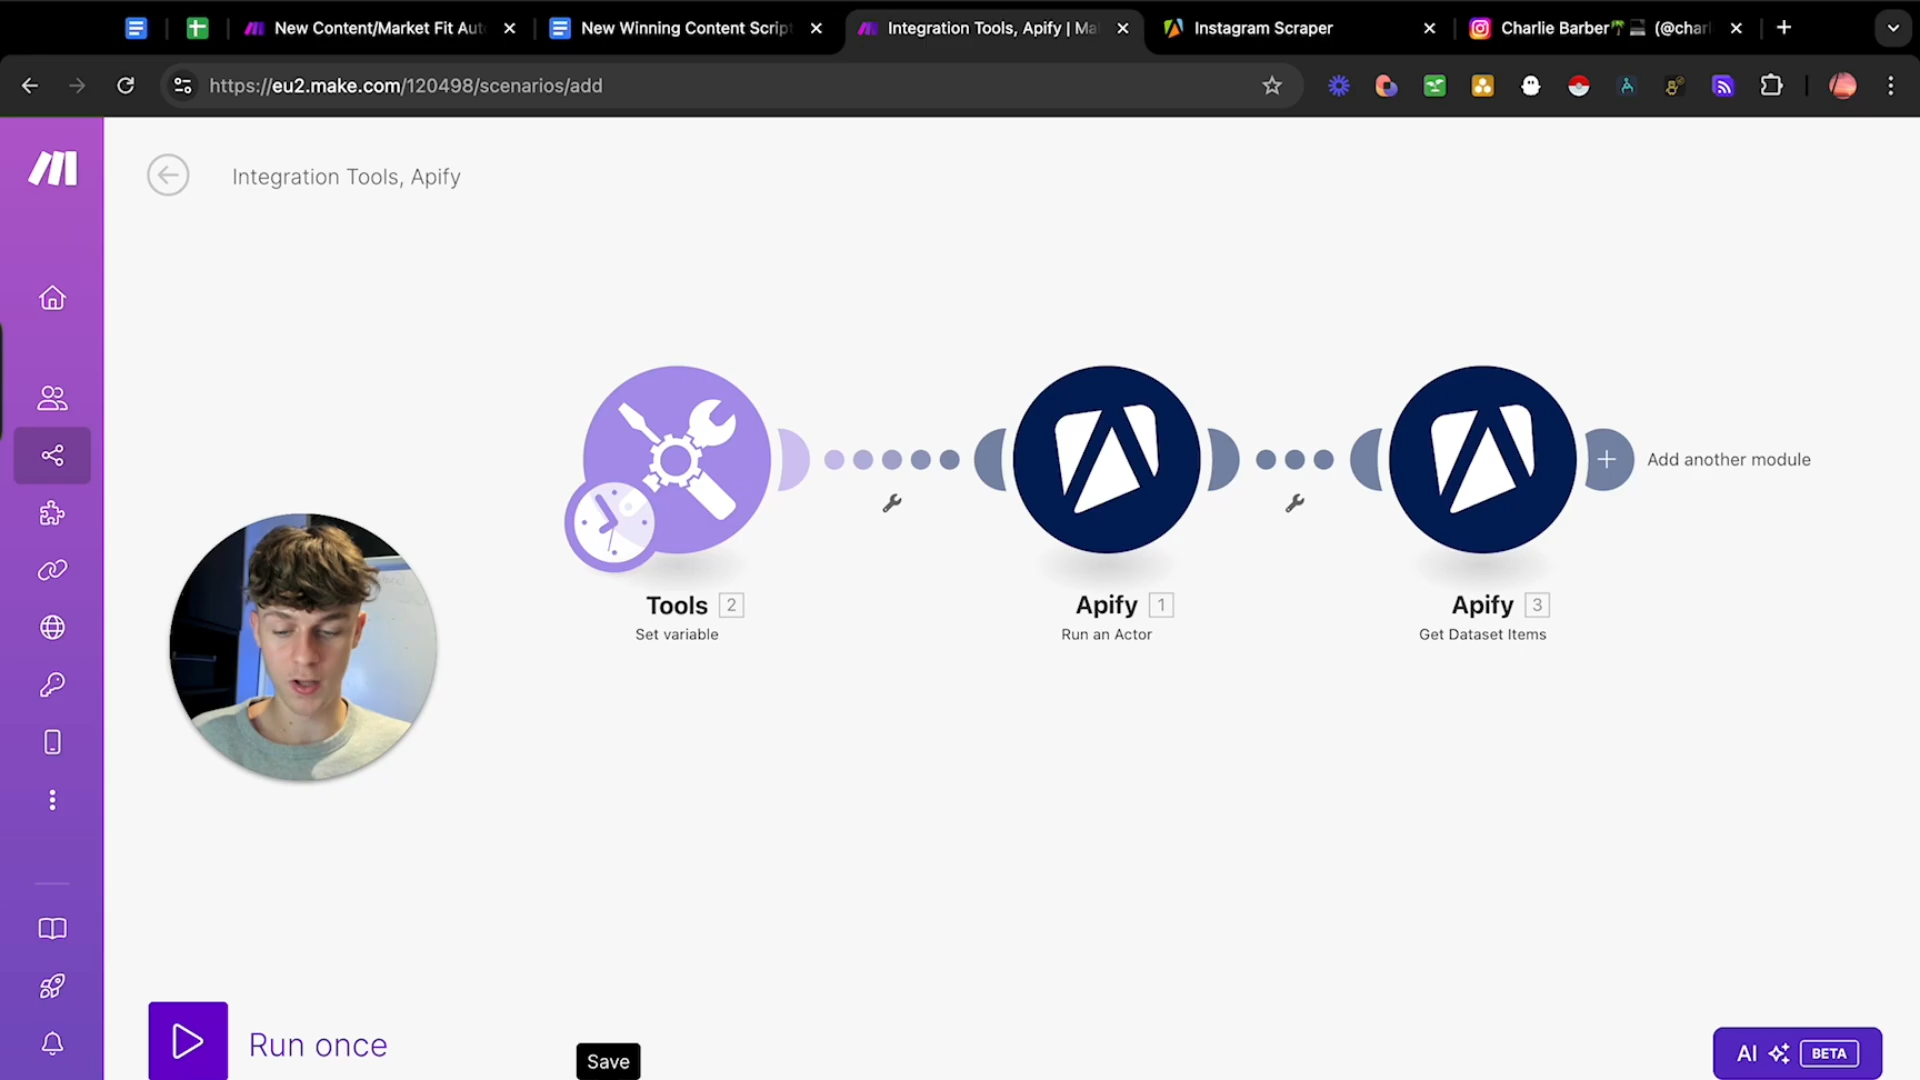 New Content/Market Fit Aut
New Winning Content Script
Integration Tools, Apify | Ma
Instagram Scraper
Charlie Barber🌴💻 (@char
https://eu2.make.com/120498/scenarios/add
Integration Tools, Apify
Add another module
Tools 2
Set variable
Apify 1
Run an Actor
Apify 3
Get Dataset Items
Run once
Save
AI BETA